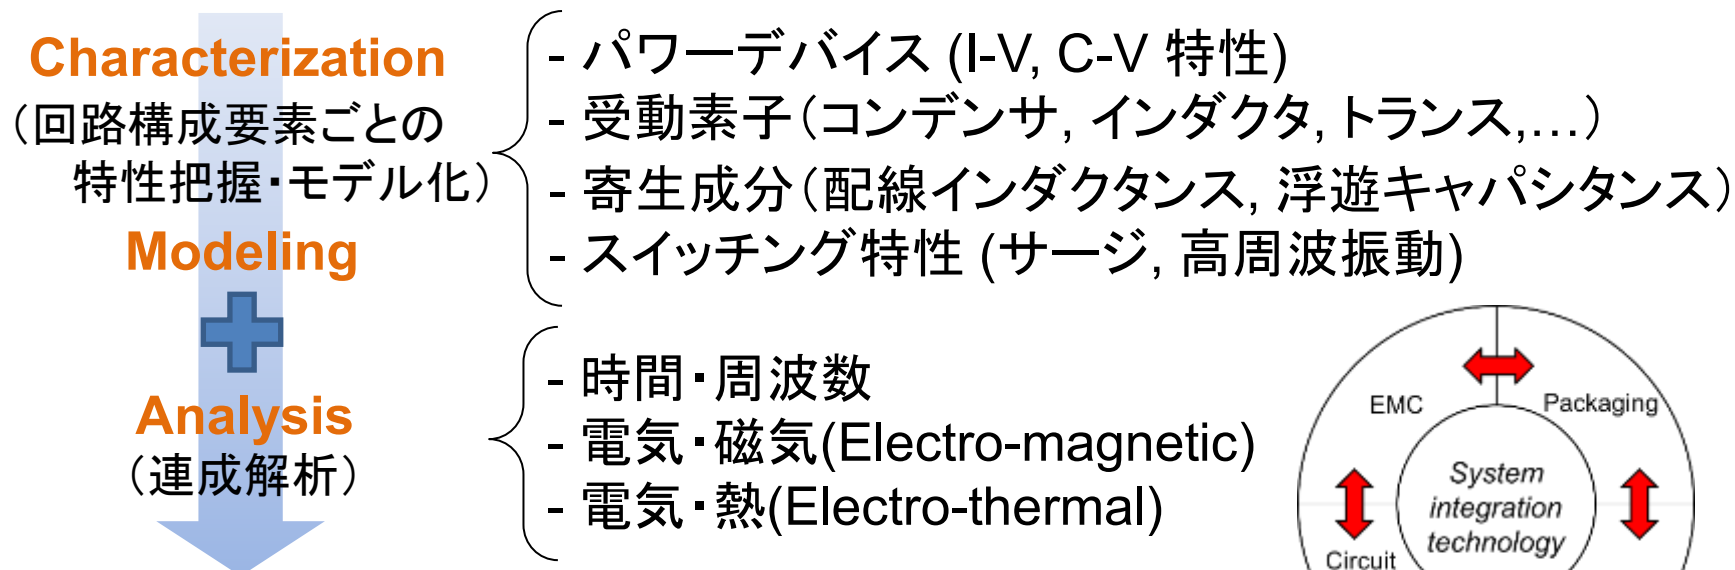 Characterization
（回路構成要素ごとの
特性把握・モデル化）
Modeling
Analysis
（連成解析）
- パワーデバイス (I-V, C-V 特性)
- 受動素子（コンデンサ, インダクタ, トランス,…）
- 寄生成分（配線インダクタンス, 浮遊キャパシタンス）
- スイッチング特性 (サージ, 高周波振動)
- 時間・周波数
- 電気・磁気(Electro-magnetic)
- 電気・熱(Electro-thermal)
EMC
Packaging
System
integration
technology
Circuit